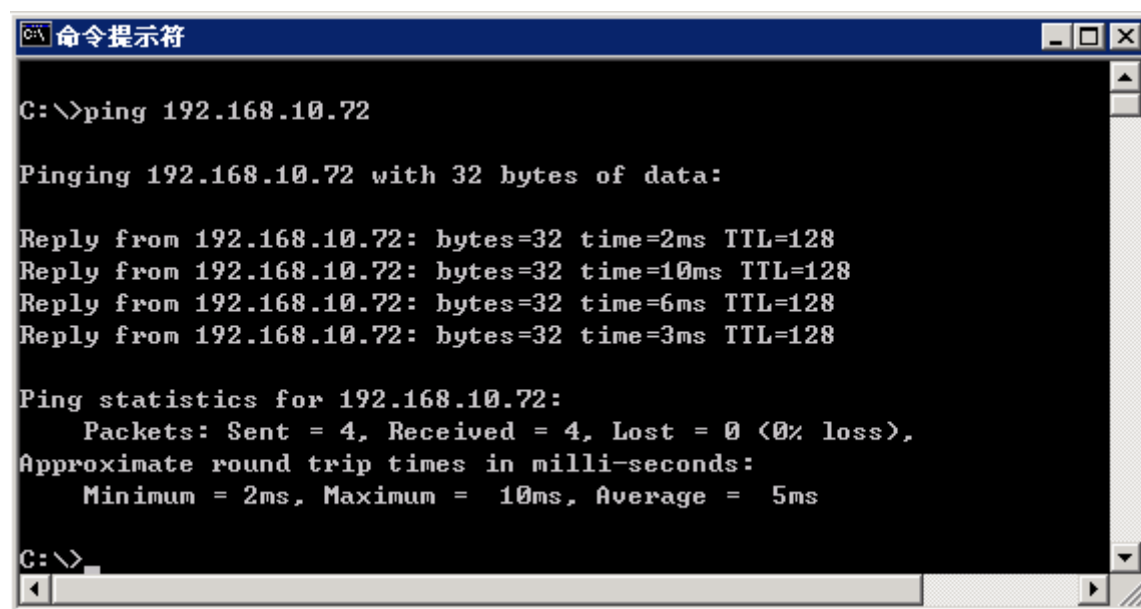 命令提示符
C:\>ping 192.168.10.72
Pinging 192.168.10.72 with 32 bytes of data:
Reply from 192.168.10.72: bytes=32 time=2ms TTL=128
Reply from 192.168.10.72: bytes=32 time=10ms TTL=128
Reply from 192.168.10.72: bytes=32 time=6ms TTL=128
Reply from 192.168.10.72: bytes=32 time=3ms TTL=128
Ping statistics for 192.168.10.72:
    Packets: Sent = 4, Received = 4, Lost = 0 (0% loss),
Approximate round trip times in milli-seconds:
    Minimum = 2ms, Maximum =  10ms, Average =  5ms
C:\>_